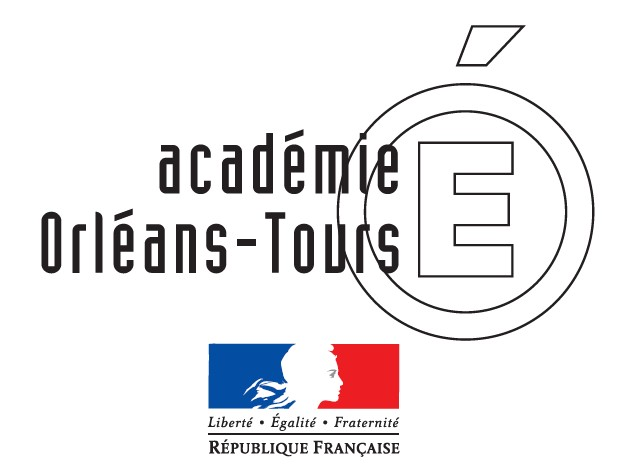 É
académie
Orléans-Tours
Liberté • Égalité • Fraternité
RÉPUBLIQUE FRANÇAISE